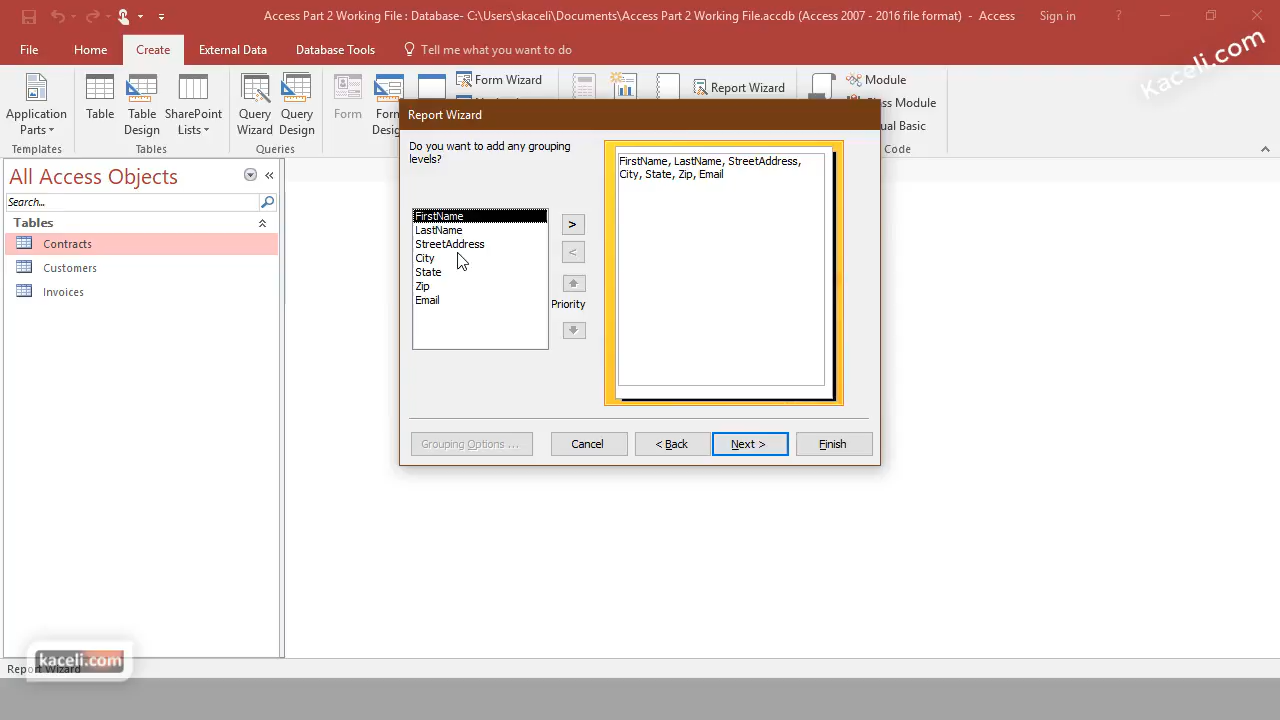 Access Part 2 Working File : Database- C:\Users\skaceli\Documents\Access Part 2 Working File.accdb (Access 2007 - 2016 file format) - Access
Sign in
?
File
Home
Create
External Data
Database Tools
Tell me what you want to do
Kaceli.com
Application
Parts
Templates
Table
Table
Design
SharePoint
Lists
Tables
Query
Wizard
Query
Design
Queries
Form
Form
Desig
Form Wizard
Report Wizard
Module
Class Module
Visual Basic
Code
Report Wizard
All Access Objects
Search...
Tables
Contracts
Customers
Invoices
Do you want to add any grouping
levels?
FirstName
LastName
StreetAddress
City
State
Zip
Email
>
<
Priority
FirstName, LastName, StreetAddress,
City, State, Zip, Email
Grouping Options ...
Cancel
< Back
Next >
Finish
kaceli.com
Report Wizard